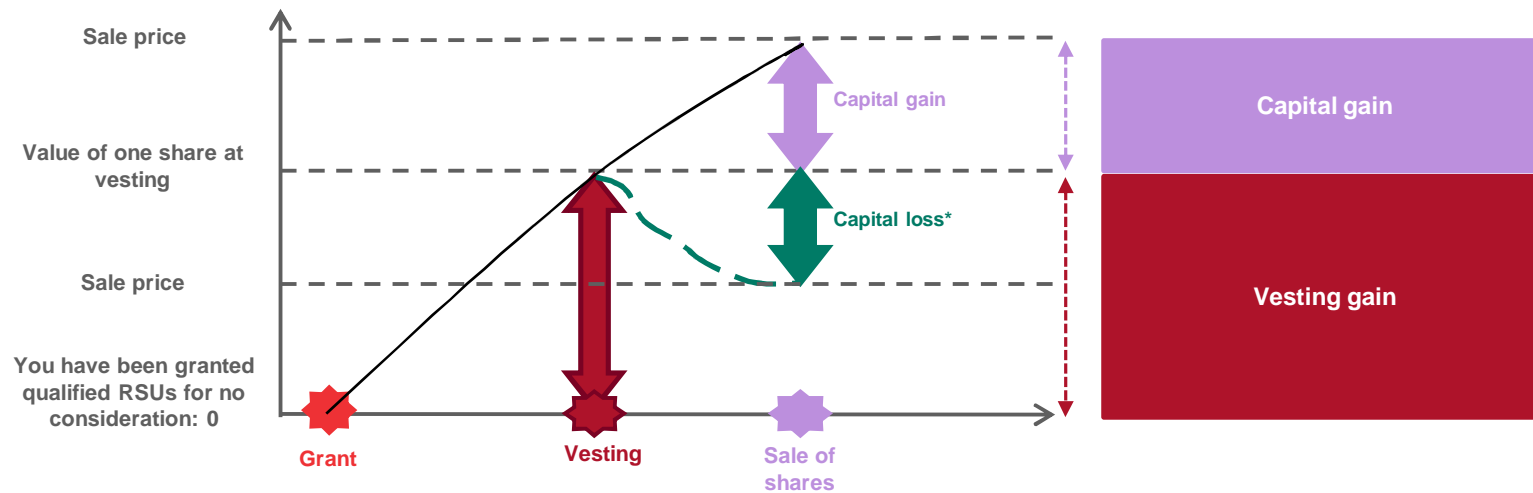 Sale price
Capital gain
Capital gain
Value of one share at
vesting
Capital loss*
Sale price
Vesting gain
You have been granted
qualified RSUs for no
consideration: 0
Grant
Vesting
Sale of
shares